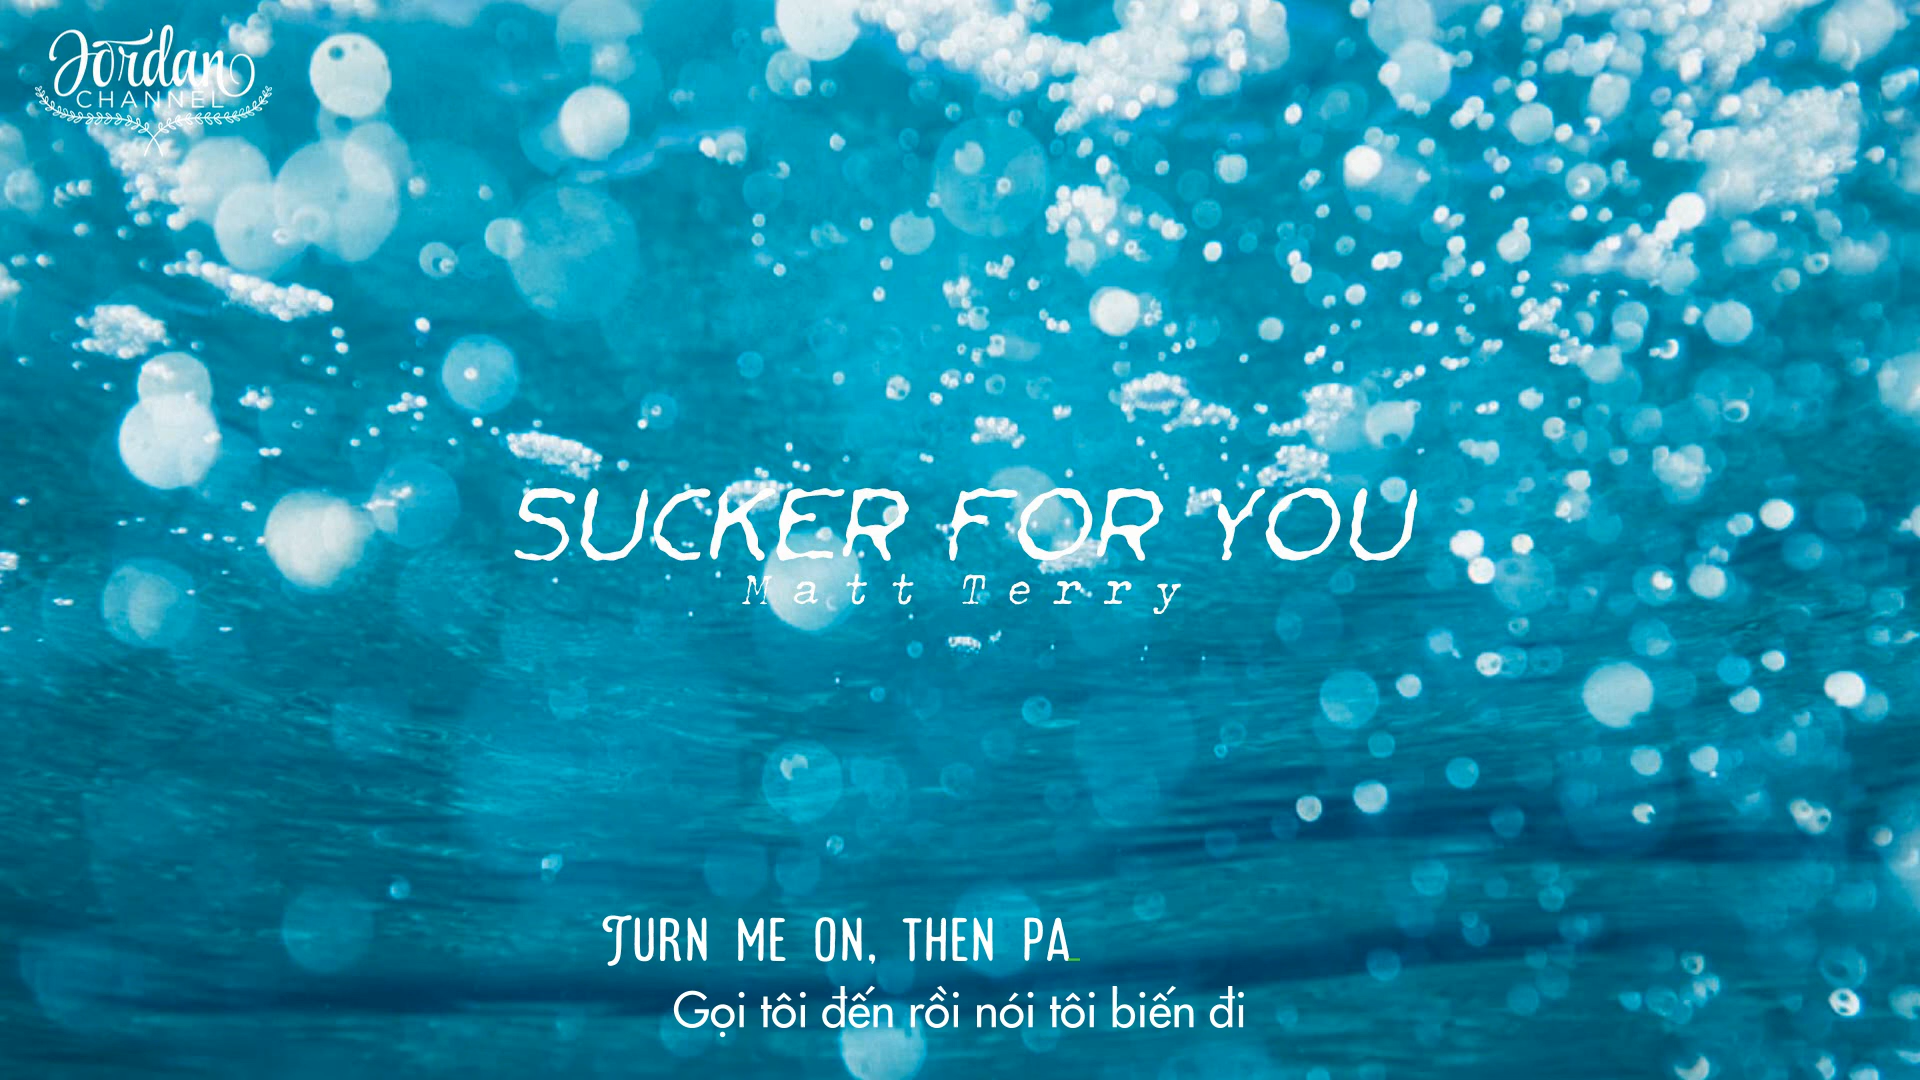 Jordan
CHANNEL
SUCKER FOR YOU
Matt Terry
TURN ME ON, THEN PA_
Gọi tôi đến rồi nói tôi biến đi